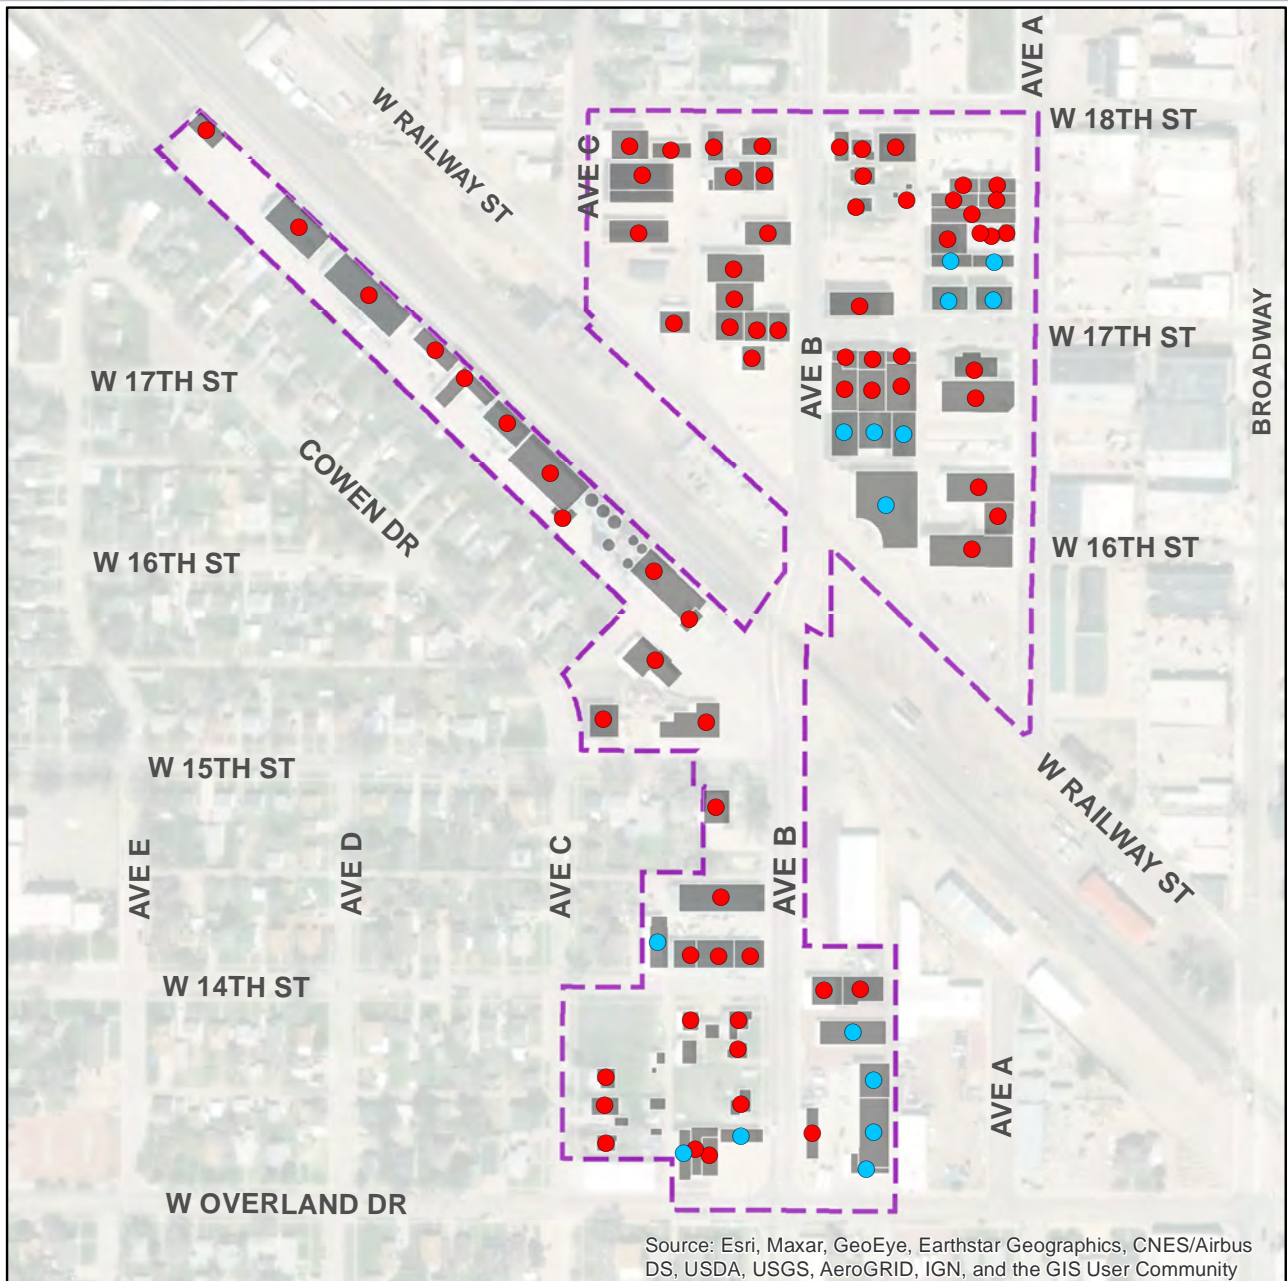 AVE A
W RAILWAY ST
W 18TH ST
AVE C
BROADWAY
W 17TH ST
AVE B
W 17TH ST
COWEN DR
W 16TH ST
W 16TH ST
W 15TH ST
W RAILWAY ST
AVE E
AVE D
AVE C
AVE B
W 14TH ST
AVE A
W OVERLAND DR
Source: Esri, Maxar, GeoEye, Earthstar Geographics, CNES/Airbus
DS, USDA, USGS, AeroGRID, IGN, and the GIS User Community